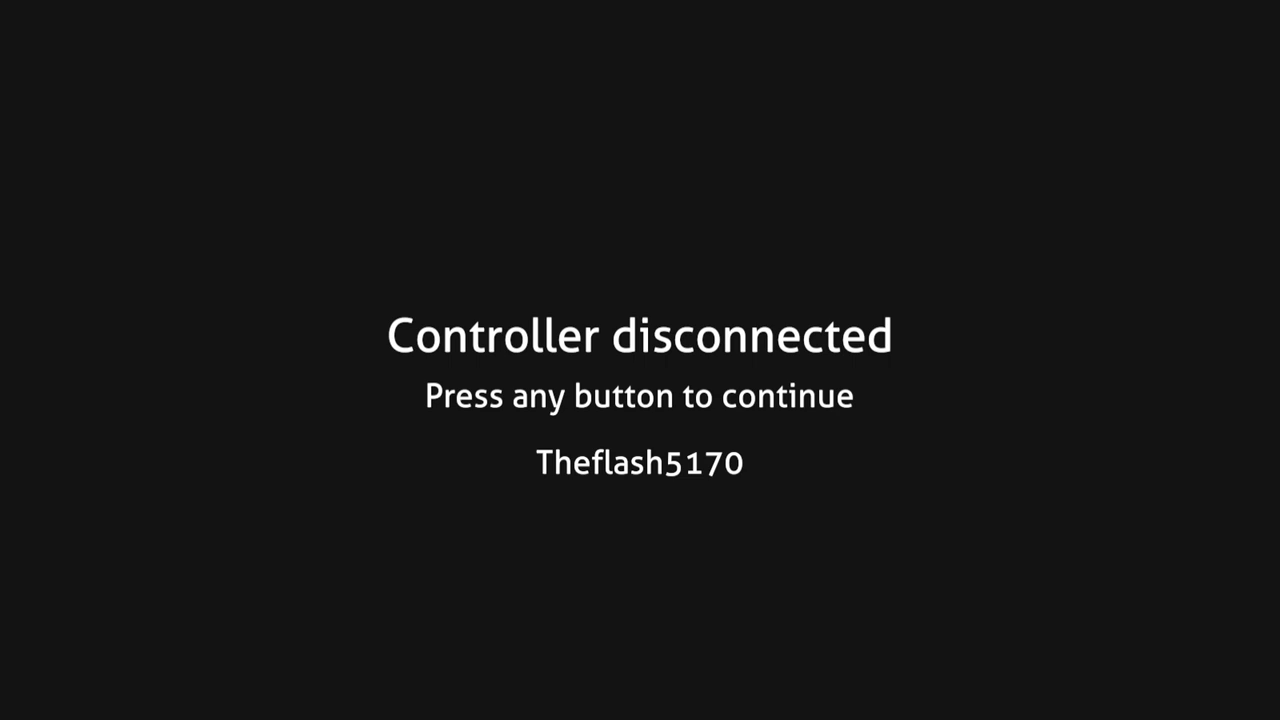 Controller disconnected
Press any button to continue
Theflash5170